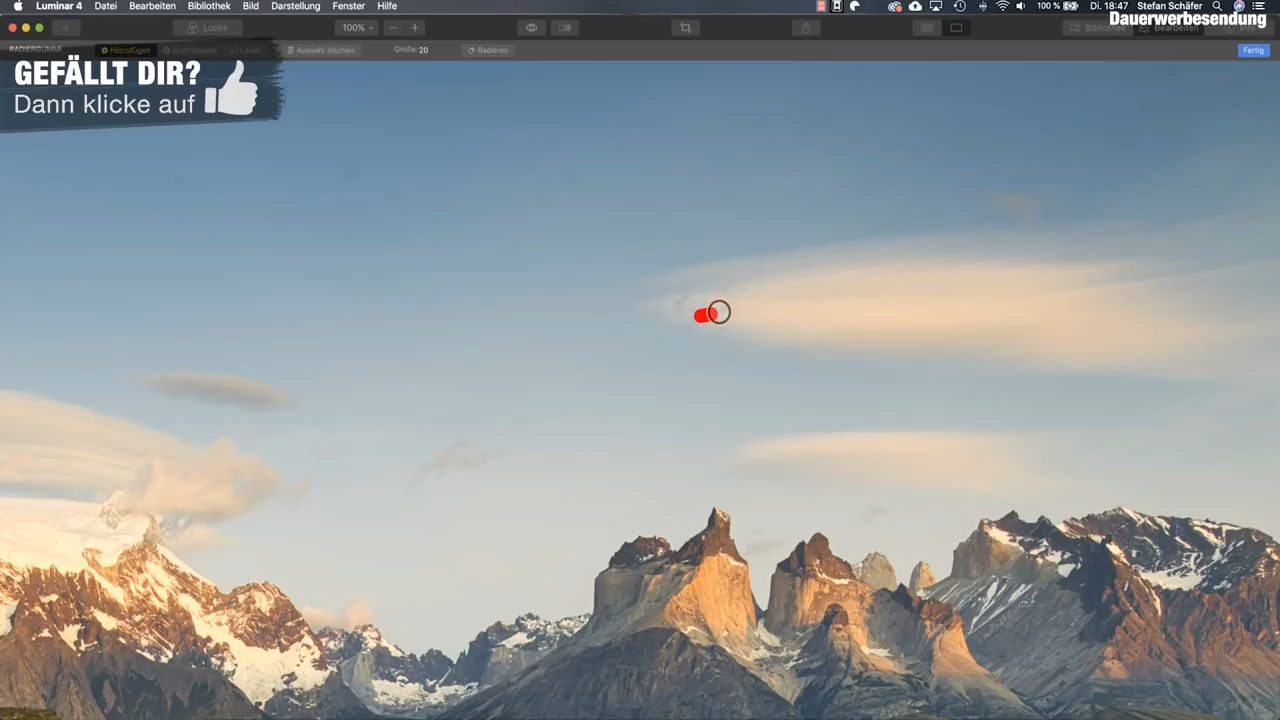 Luminar 4 Datei Bearbeiten Bibliothek Bild Darstellung Fenster Hilfe 100 % Di. 18:47 Stefan Schäfer
Dauerwerbesendung
Looks 100% Bibliothek Bearbeiten
RADIERGUMMI Hinzufügen Lasso Auswahl löschen Größe: 20 Radieren Fertig
GEFÄLLT DIR?
Dann klicke auf